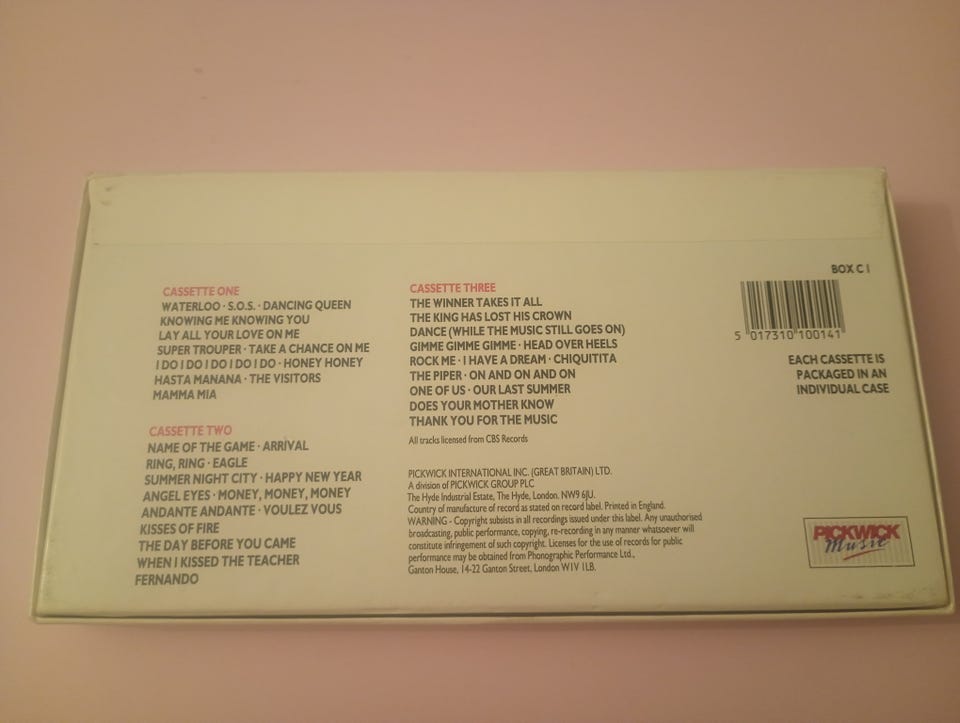 CASSETTE ONE
WATERLOO · S.O.S. · DANCING QUEEN
KNOWING ME KNOWING YOU
LAY ALL YOUR LOVE ON ME
SUPER TROUPER · TAKE A CHANCE ON ME
I DO I DO I DO I DO I DO · HONEY HONEY
HASTA MANANA · THE VISITORS
MAMMA MIA
CASSETTE TWO
NAME OF THE GAME · ARRIVAL
RING, RING · EAGLE
SUMMER NIGHT CITY · HAPPY NEW YEAR
ANGEL EYES · MONEY, MONEY, MONEY
ANDANTE ANDANTE · VOULEZ VOUS
KISSES OF FIRE
THE DAY BEFORE YOU CAME
WHEN I KISSED THE TEACHER
FERNANDO
CASSETTE THREE
THE WINNER TAKES IT ALL
THE KING HAS LOST HIS CROWN
DANCE (WHILE THE MUSIC STILL GOES ON)
GIMME GIMME GIMME · HEAD OVER HEELS
ROCK ME · I HAVE A DREAM · CHIQUITITA
THE PIPER · ON AND ON AND ON
ONE OF US · OUR LAST SUMMER
DOES YOUR MOTHER KNOW
THANK YOU FOR THE MUSIC
All tracks licensed from CBS Records
PICKWICK INTERNATIONAL INC. (GREAT BRITAIN) LTD.
A division of PICKWICK GROUP PLC
The Hyde Industrial Estate, The Hyde, London. NW9 6JU.
Country of manufacture of record as stated on record label. Printed in England.
WARNING - Copyright subsists in all recordings issued under this label. Any unauthorised
broadcasting, public performance, copying, re-recording in any manner whatsoever will
constitute infringement of such copyright. Licenses for the use of records for public
performance may be obtained from Phonographic Performance Ltd.,
Ganton House, 14-22 Ganton Street, London W1V 1LB.
BOX C1
5 017310 100141
EACH CASSETTE IS
PACKAGED IN AN
INDIVIDUAL CASE
PICKWICK
Music